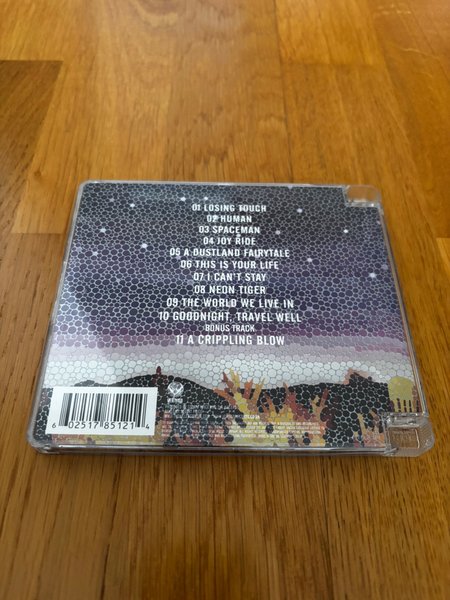 01 LOSING TOUCH
02 HUMAN
03 SPACEMAN
04 JOY RIDE
05 A DUSTLAND FAIRYTALE
06 THIS IS YOUR LIFE
07 I CAN'T STAY
08 NEON TIGER
09 THE WORLD WE LIVE IN
10 GOODNIGHT, TRAVEL WELL
BONUS TRACK
11 A CRIPPLING BLOW
6 02517 85121 4